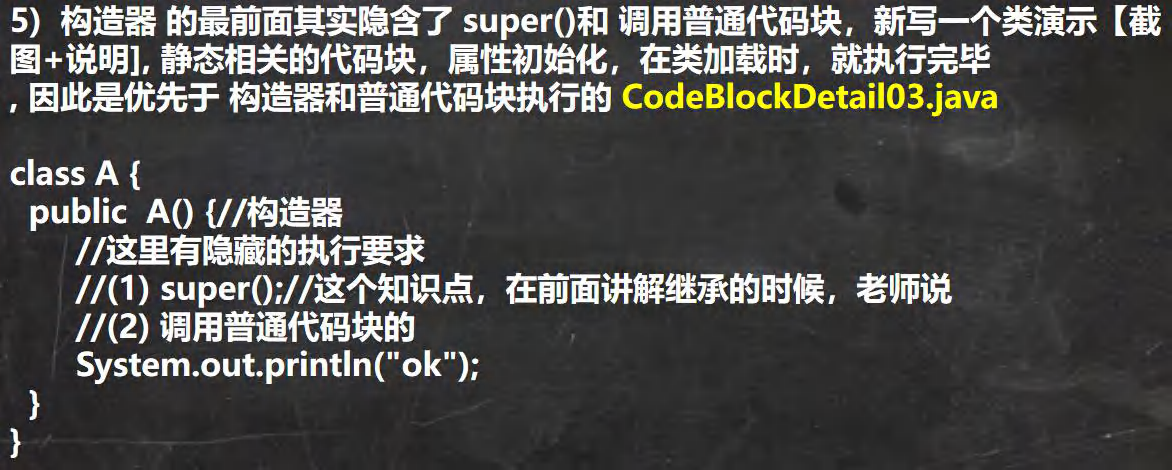 5) 构造器 的最前面其实隐含了 super()和 调用普通代码块，新写一个类演示【截
图+说明], 静态相关的代码块，属性初始化，在类加载时，就执行完毕
, 因此是优先于 构造器和普通代码块执行的 CodeBlockDetail03.java
class A {
public A() {//构造器
//这里有隐藏的执行要求
//(1) super();//这个知识点，在前面讲解继承的时候，老师说
//(2) 调用普通代码块的
System.out.println("ok");
}
}